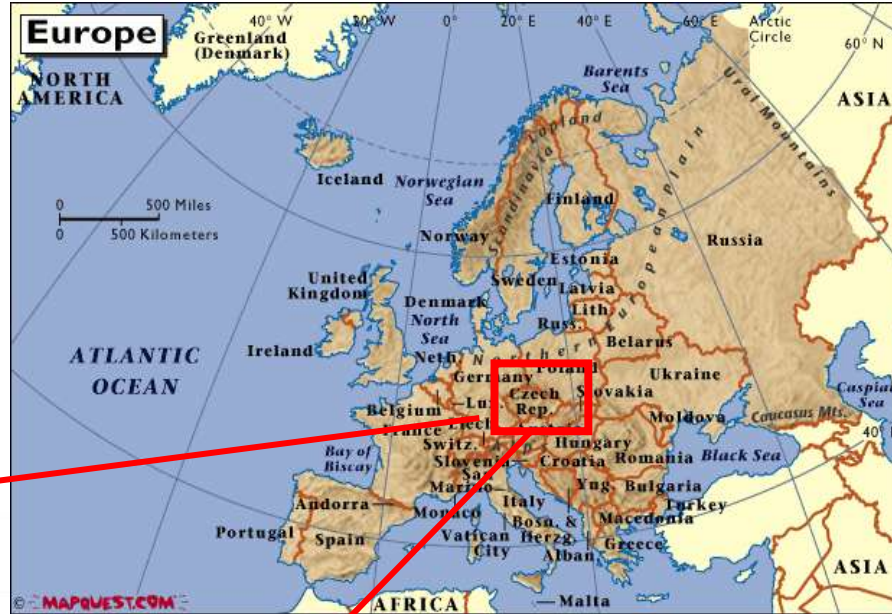 Europe
40° W
20° W
0°
20° E
40° E
60° E
Arctic
Circle
60° N
Greenland
(Denmark)
NORTH
AMERICA
Barents
Sea
ASIA
Ural Mountains
Lapland
Iceland
Norwegian
Sea
Scandinavia
Finland
0 500 Miles
0 500 Kilometers
Norway
Russia
Northern European Plain
Estonia
Sweden
Latvia
United
Kingdom
Denmark
North
Sea
Lith.
Russ.
Belarus
Ireland
Neth.
ATLANTIC
OCEAN
Poland
Germany
Ukraine
Czech
Rep.
Slovakia
Lux.
Belgium
Caspian
Sea
Moldova
Caucasus Mts.
France
Liech.
Switz.
Hungary
40°
Bay of
Biscay
Slovenia
Croatia
Romania
Black Sea
San
Marino
Yug.
Bulgaria
Andorra
Italy
Turkey
Monaco
Bosn. &
Herzg.
Macedonia
Portugal
Spain
Vatican
City
Alban
Greece
ASIA
© MAPQUEST.COM
AFRICA
Malta